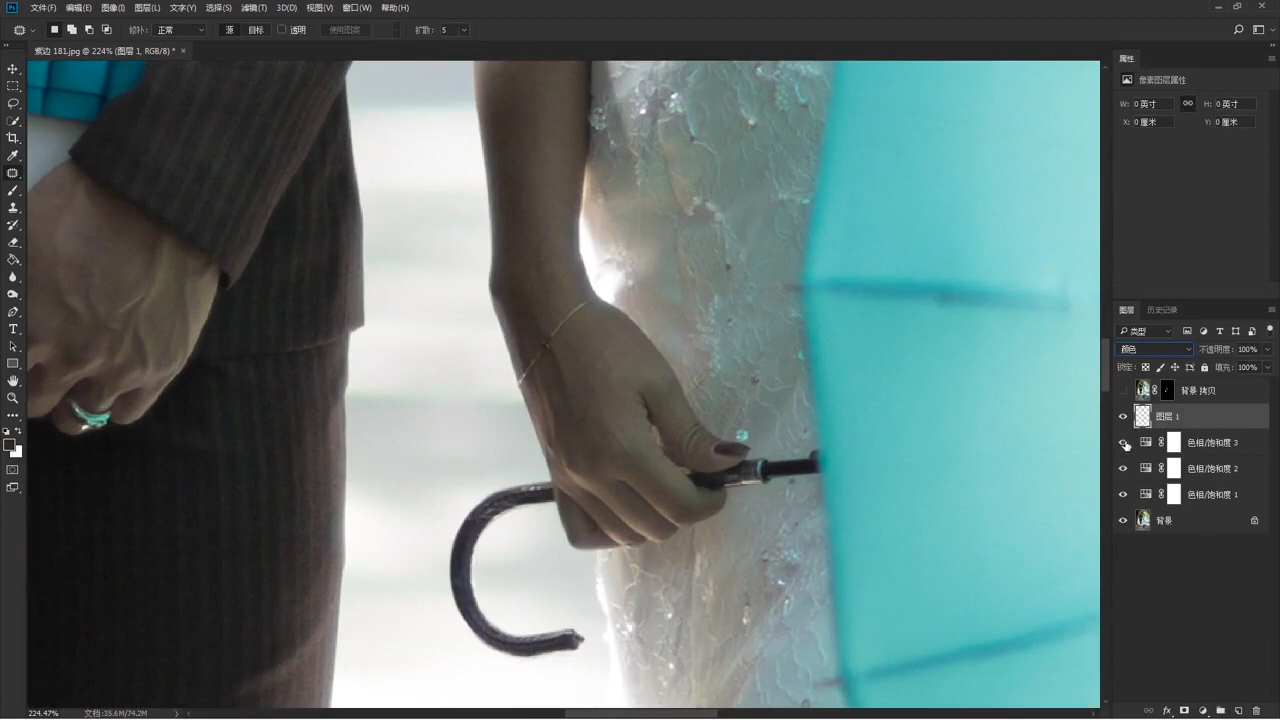 Ps 文件(F) 编辑(E) 图像(I) 图层(L) 文字(Y) 选择(S) 滤镜(T) 3D(D) 视图(V) 窗口(W) 帮助(H)
修补: 正常 源 目标 透明 使用图案 扩散: 5
紫边 181.jpg @ 224% (图层 1, RGB/8) * ×
属性
像素图层属性
W: 0 英寸 H: 0 英寸
X: 0 厘米 Y: 0 厘米
图层 历史记录
类型
颜色 不透明度: 100%
锁定: 填充: 100%
背景 拷贝
图层 1
色相/饱和度 3
色相/饱和度 2
色相/饱和度 1
背景
224.47% 文档:35.6M/74.2M